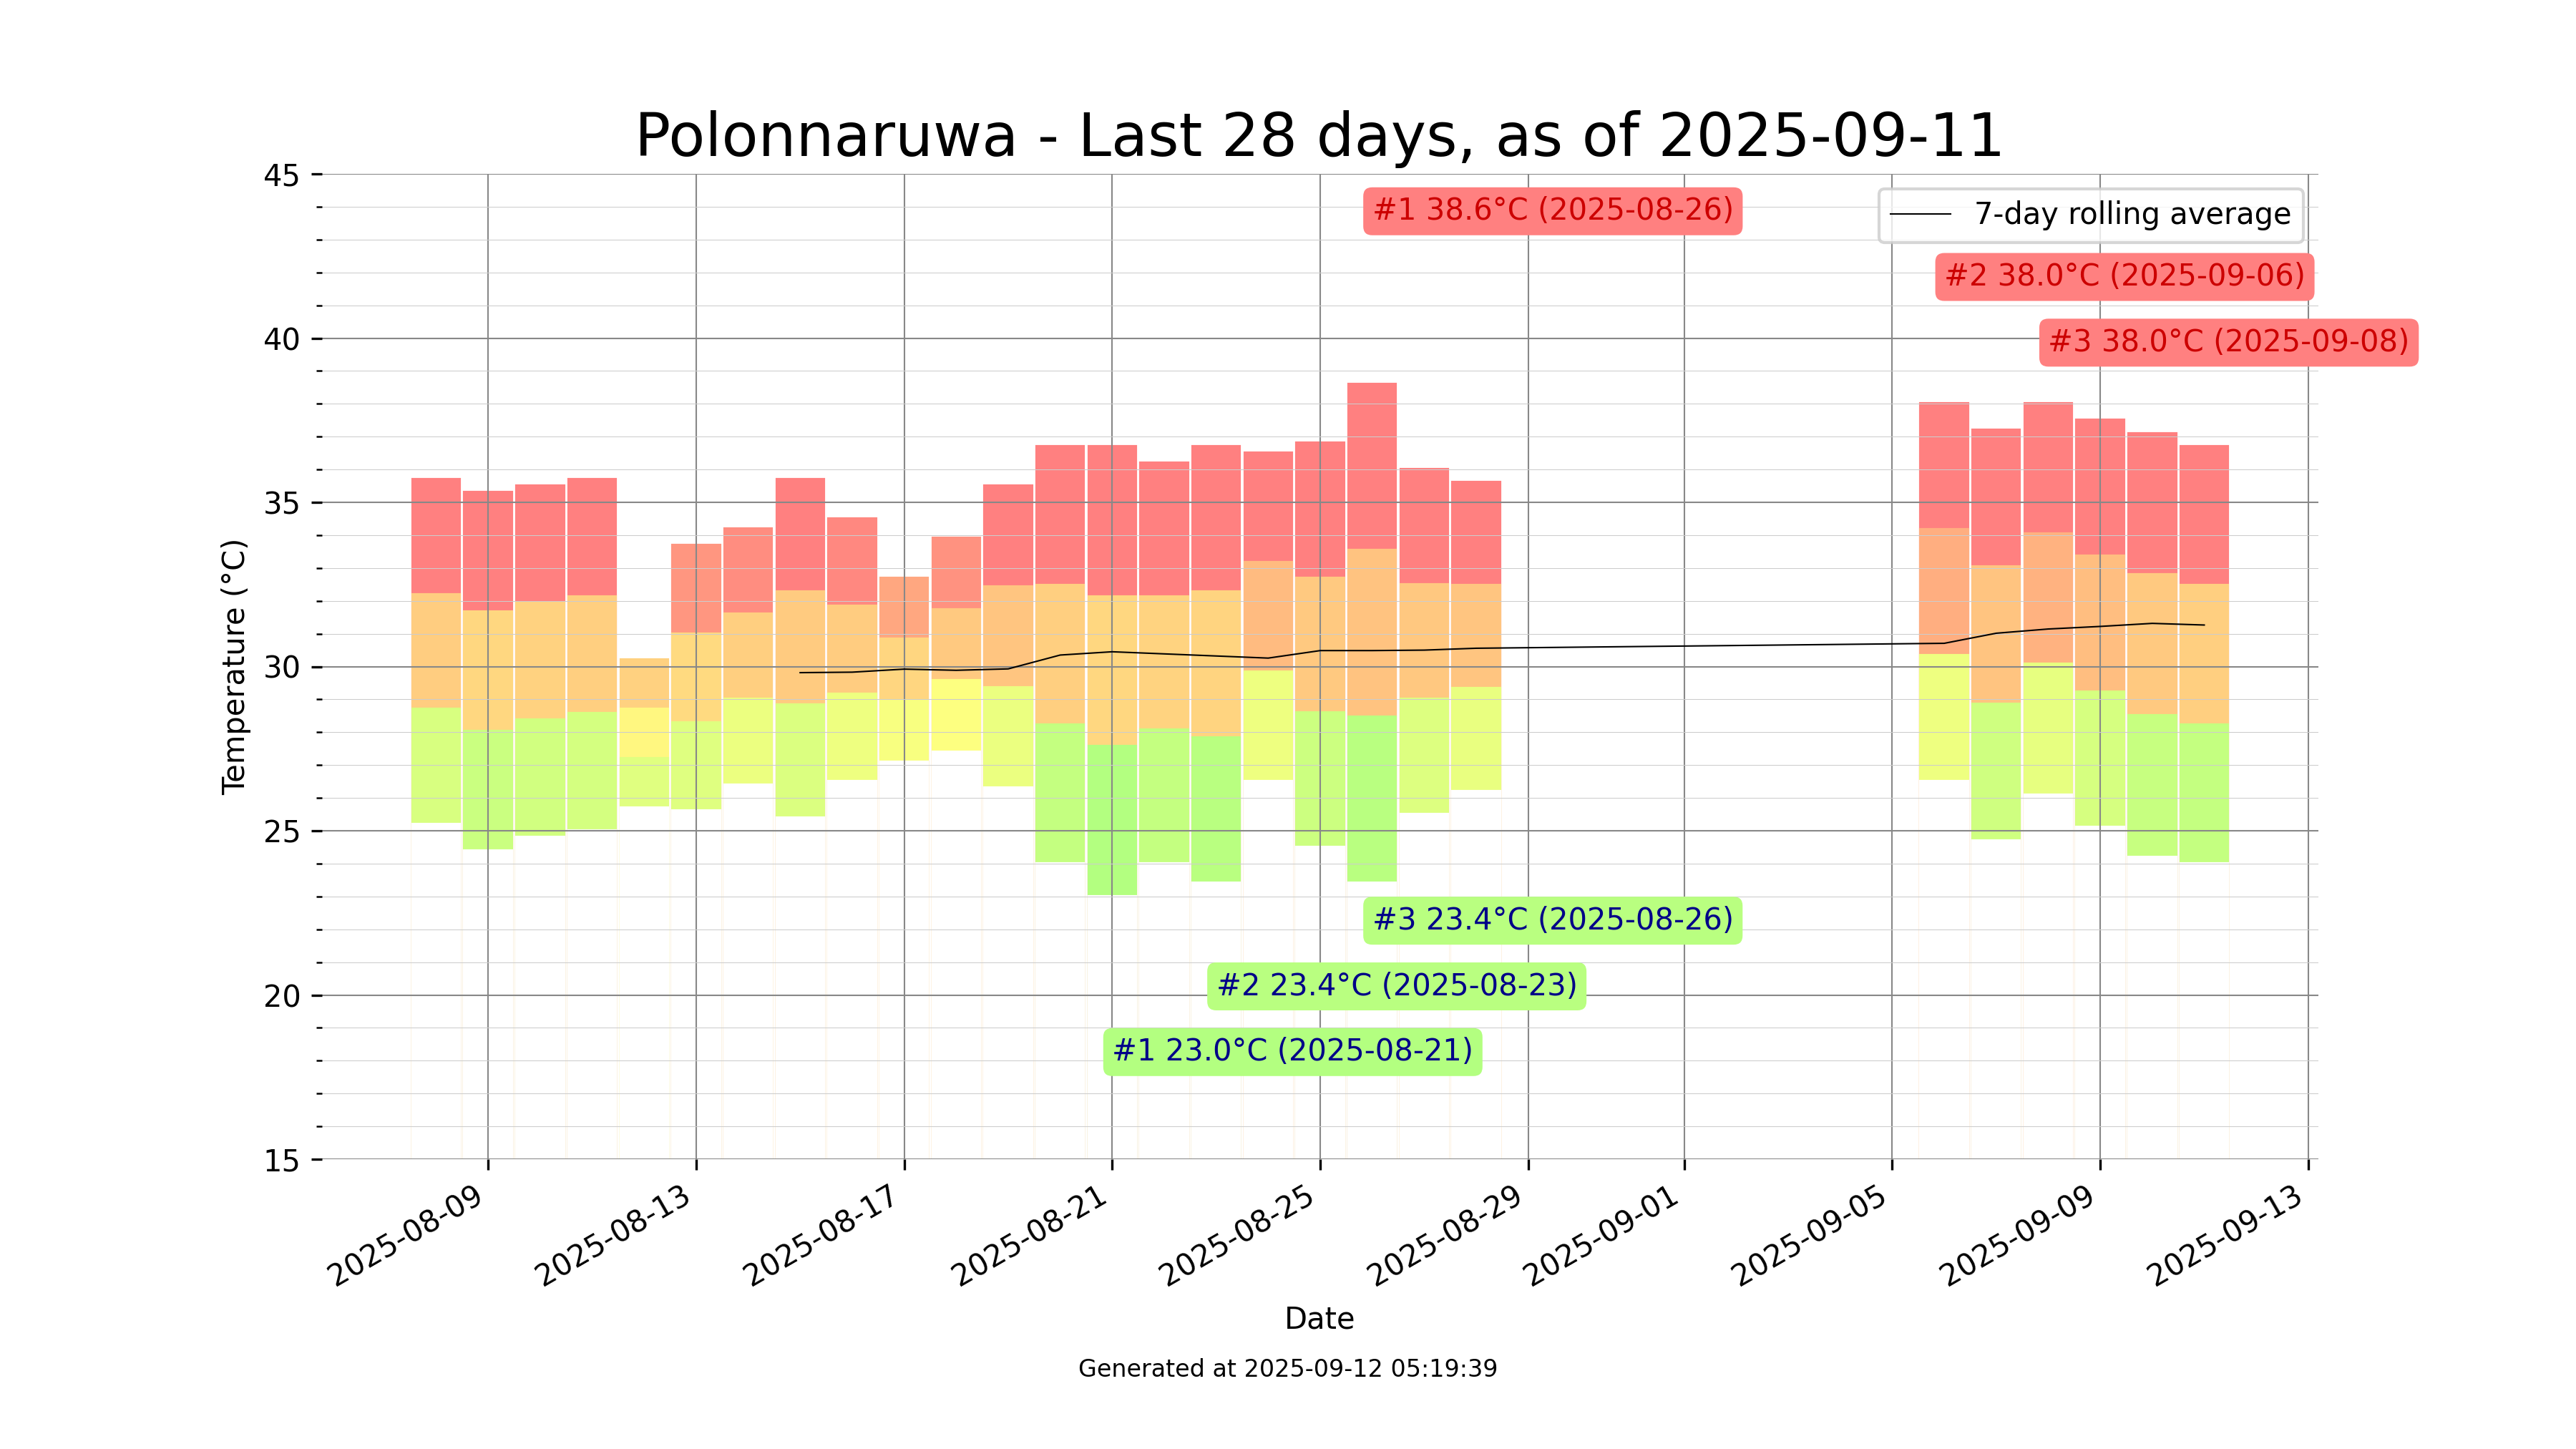 Polonnaruwa - Last 28 days, as of 2025-09-11
45
40
35
30
25
20
15
Temperature (°C)
7-day rolling average
#1 38.6°C (2025-08-26)
#2 38.0°C (2025-09-06)
#3 38.0°C (2025-09-08)
#3 23.4°C (2025-08-26)
#2 23.4°C (2025-08-23)
#1 23.0°C (2025-08-21)
2025-08-09
2025-08-13
2025-08-17
2025-08-21
2025-08-25
2025-08-29
2025-09-01
2025-09-05
2025-09-09
2025-09-13
Date
Generated at 2025-09-12 05:19:39